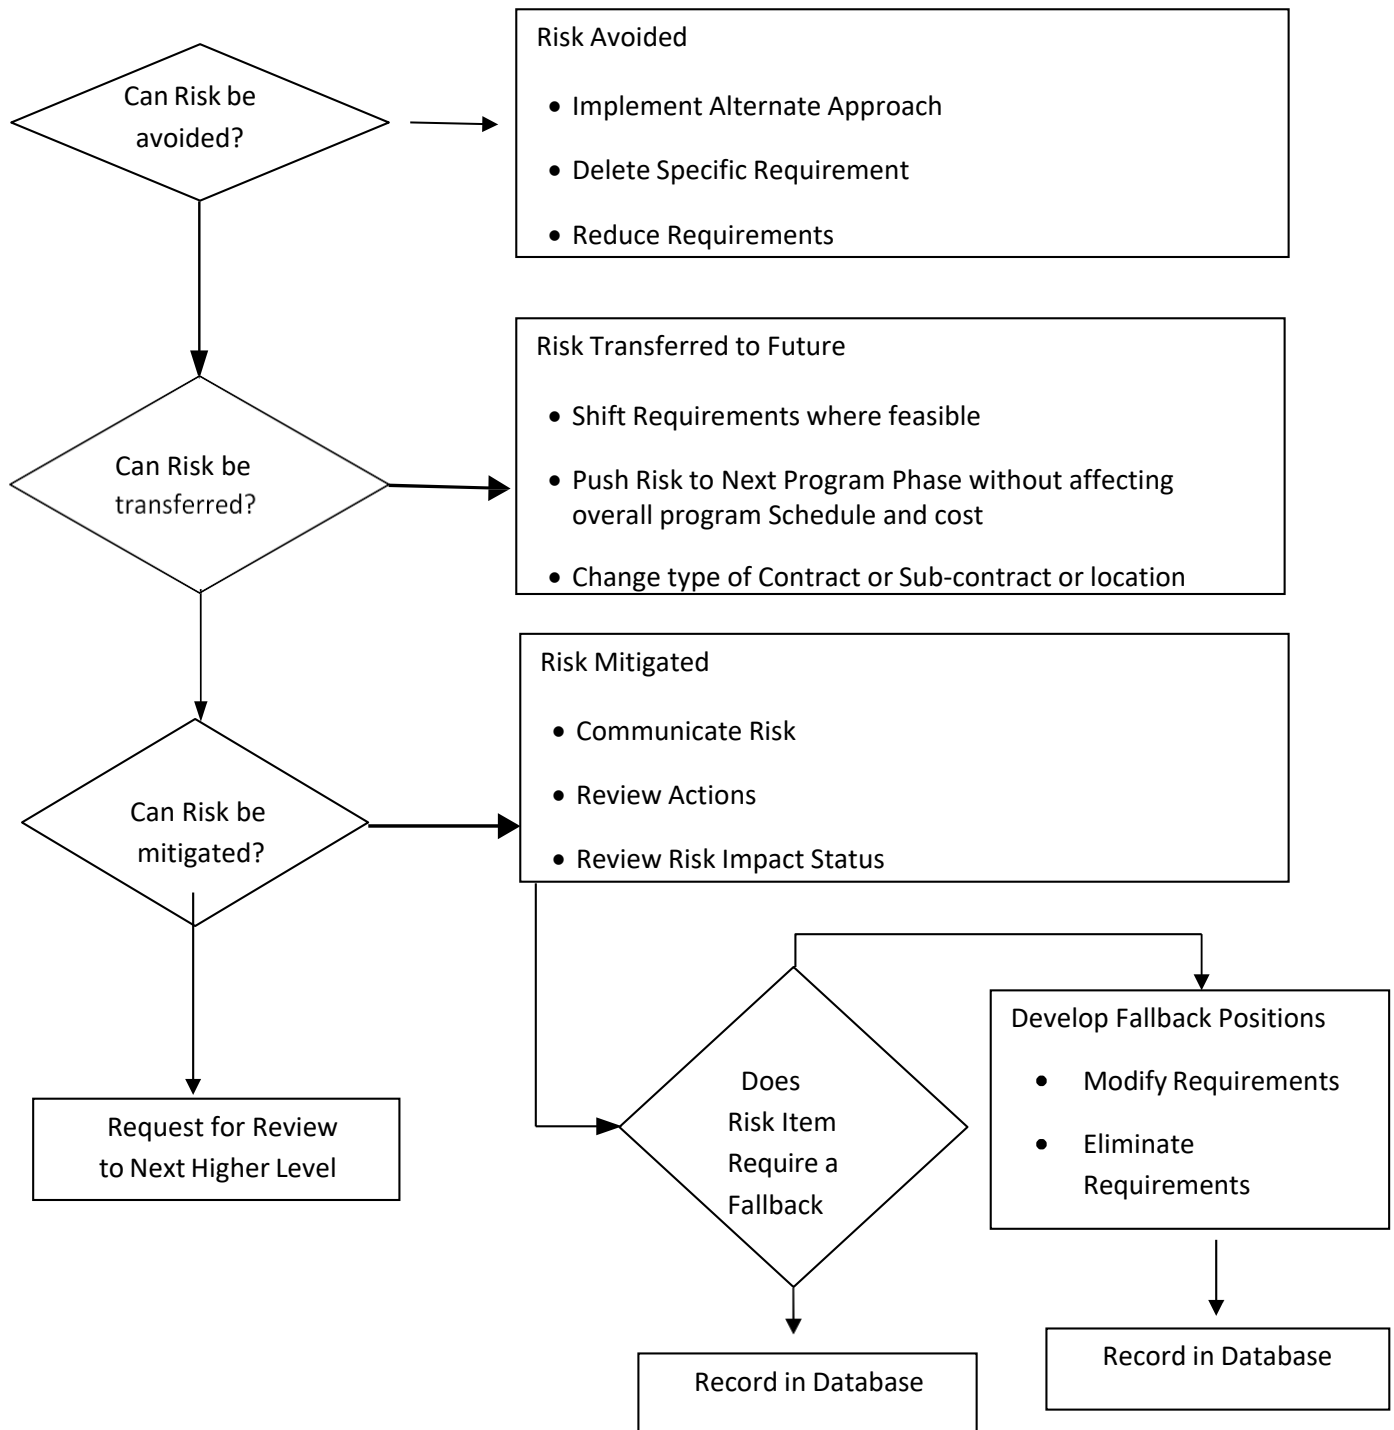 Can Risk be
avoided?
Risk Avoided
• Implement Alternate Approach
• Delete Specific Requirement
• Reduce Requirements
Can Risk be
transferred?
Risk Transferred to Future
• Shift Requirements where feasible
• Push Risk to Next Program Phase without affecting
overall program Schedule and cost
• Change type of Contract or Sub-contract or location
Can Risk be
mitigated?
Risk Mitigated
• Communicate Risk
• Review Actions
• Review Risk Impact Status
Request for Review
to Next Higher Level
Does
Risk Item
Require a
Fallback
Develop Fallback Positions
• Modify Requirements
• Eliminate
Requirements
Record in Database
Record in Database